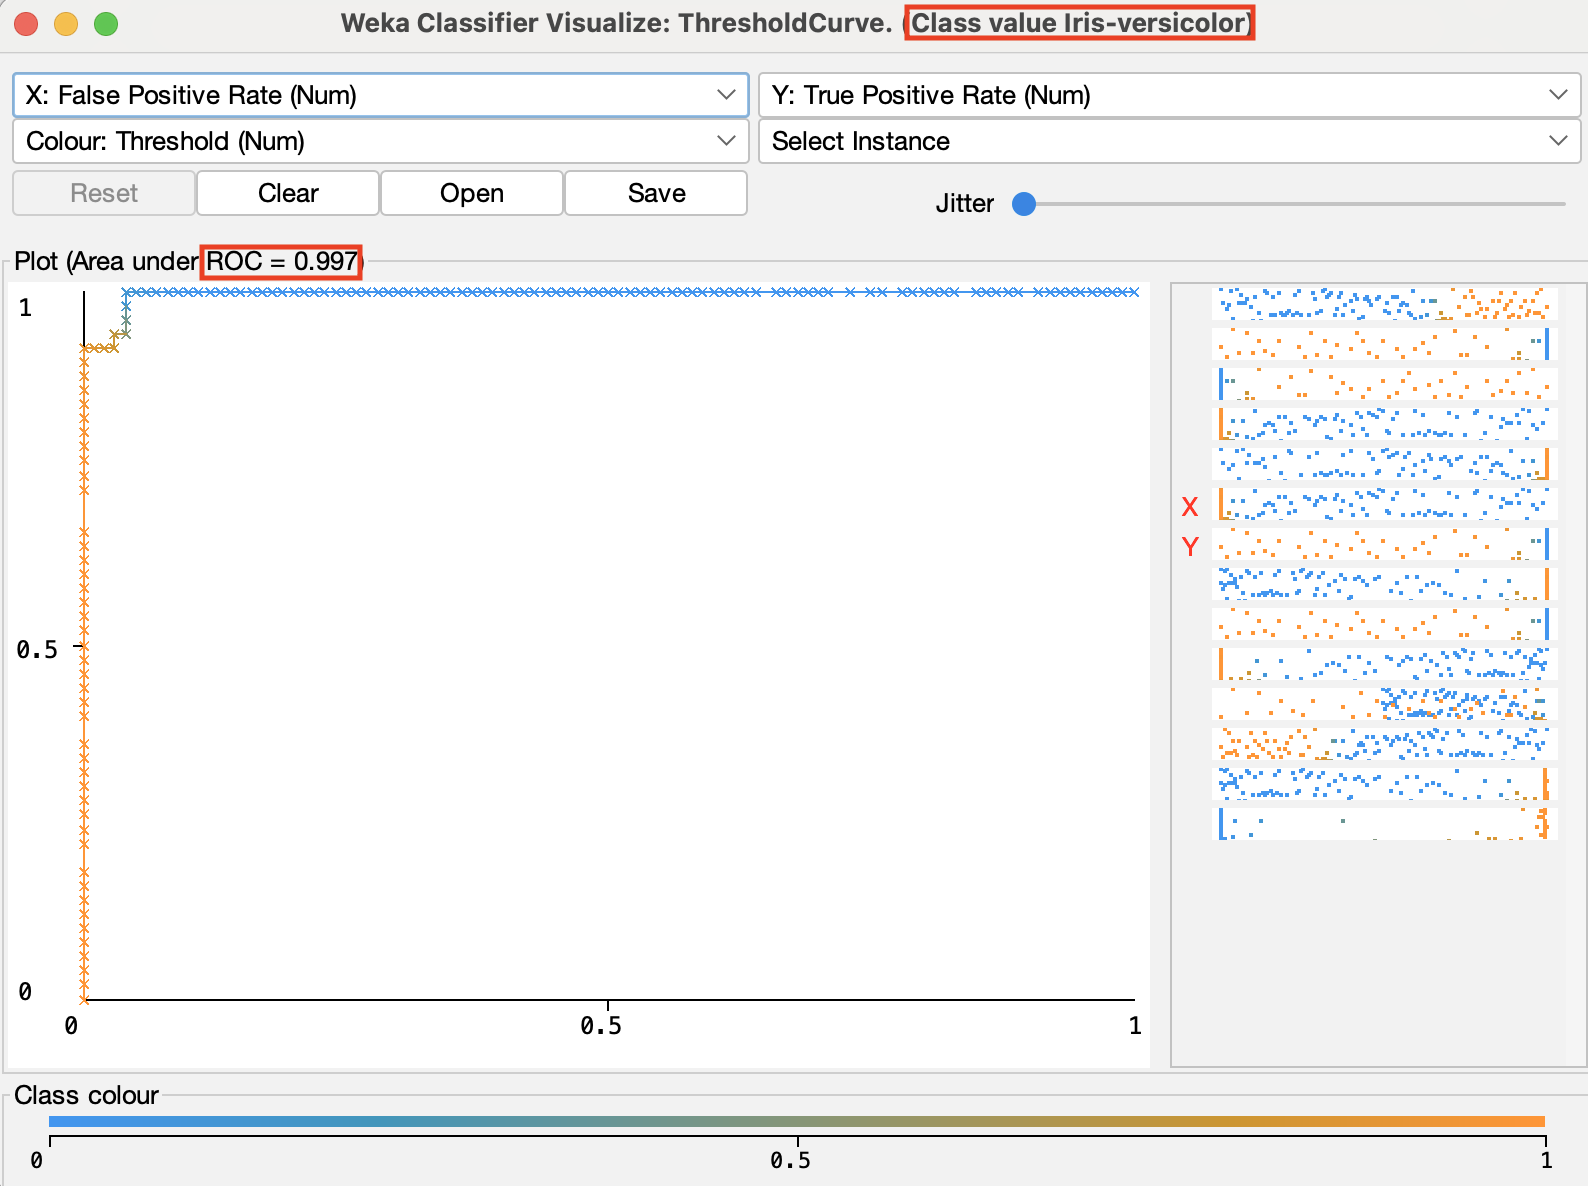 Weka Classifier Visualize: ThresholdCurve. (Class value Iris-versicolor)
X: False Positive Rate (Num)
Y: True Positive Rate (Num)
Colour: Threshold (Num)
Select Instance
Reset
Clear
Open
Save
Jitter
Plot (Area under ROC = 0.997)
1
0.5
0
0
0.5
1
X
Y
Class colour
0
0.5
1